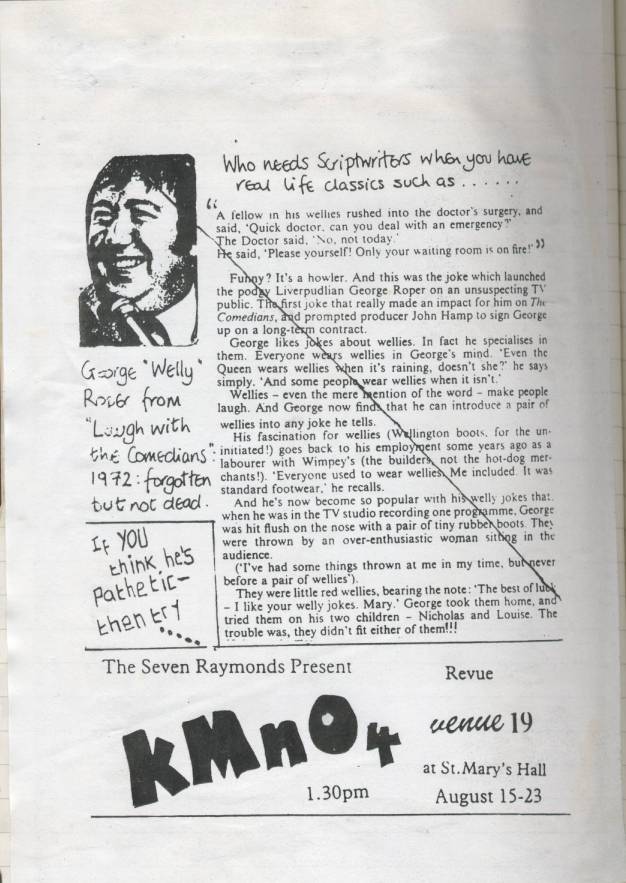 Who needs Scriptwriters when you have
real life classics such as ......
“A fellow in his wellies rushed into the doctor's surgery, and
said, 'Quick doctor, can you deal with an emergency?'
The Doctor said, 'No, not today.'
He said, 'Please yourself! Only your waiting room is on fire!'”
Funny? It's a howler. And this was the joke which launched
the podgy Liverpudlian George Roper on an unsuspecting TV
public. The first joke that really made an impact for him on The
Comedians, and prompted producer John Hamp to sign George
up on a long-term contract.
George likes jokes about wellies. In fact he specialises in
them. Everyone wears wellies in George's mind. 'Even the
Queen wears wellies when it's raining, doesn't she?' he says
simply. 'And some people wear wellies when it isn't.'
Wellies – even the mere mention of the word – make people
laugh. And George now finds that he can introduce a pair of
wellies into any joke he tells.
His fascination for wellies (Wellington boots, for the un-
initiated!) goes back to his employment some years ago as a
labourer with Wimpey's (the builders, not the hot-dog mer-
chants!). 'Everyone used to wear wellies. Me included. It was
standard footwear,' he recalls.
And he's now become so popular with his welly jokes that,
when he was in the TV studio recording one programme, George
was hit flush on the nose with a pair of tiny rubber boots. They
were thrown by an over-enthusiastic woman sitting in the
audience.
('I've had some things thrown at me in my time, but never
before a pair of wellies').
They were little red wellies, bearing the note: 'The best of luck
– I like your welly jokes. Mary.' George took them home, and
tried them on his two children – Nicholas and Louise. The
trouble was, they didn't fit either of them!!!
George "Welly"
Roper from
"Laugh with
the Comedians":
1972: forgotten
but not dead.
If YOU
think he's
pathetic-
then try
.....
The Seven Raymonds Present
Revue
KMnO4
venue 19
at St.Mary's Hall
1.30pm
August 15-23